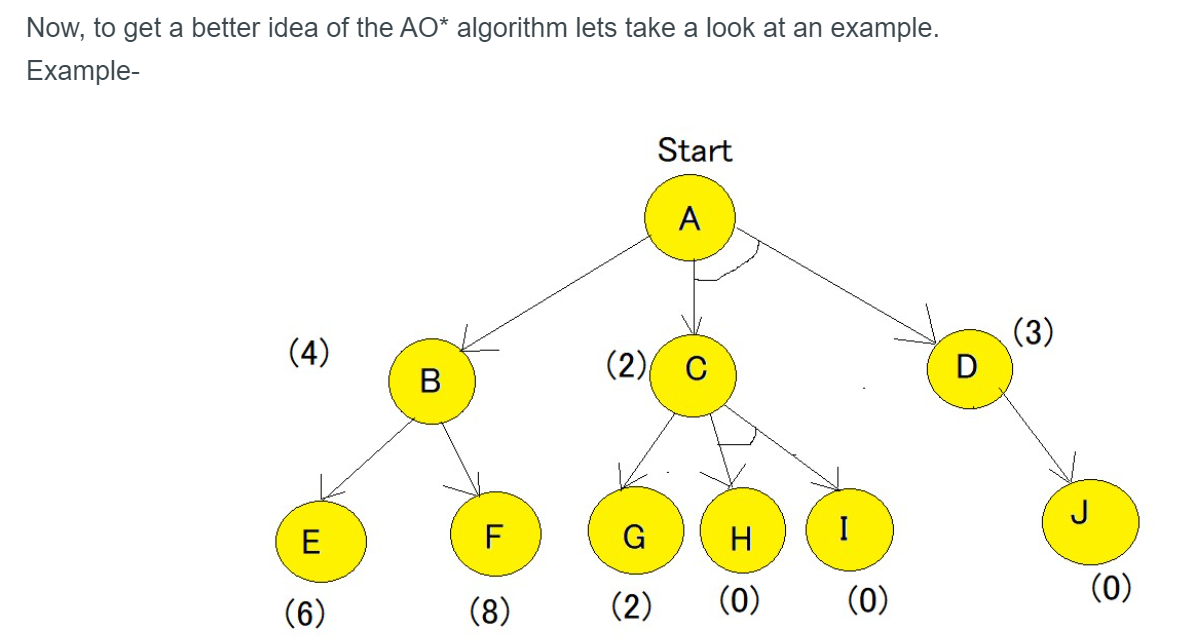 Now, to get a better idea of the AO* algorithm lets take a look at an example.
Example-
Start
A
(4)
B
(2)
C
(3)
D
E
F
G
H
I
J
(6)
(8)
(2)
(0)
(0)
(0)